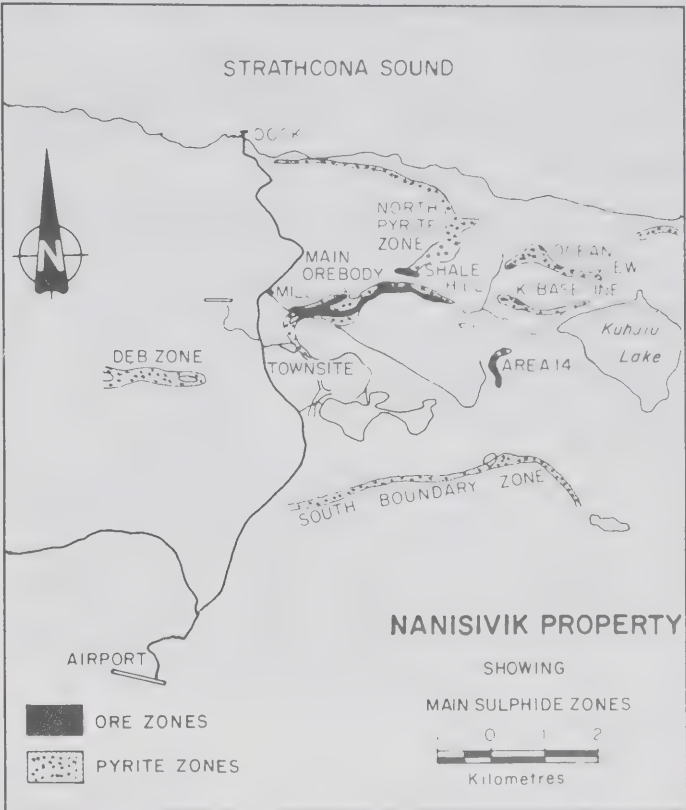 STRATHCONA SOUND
N
NORTH
ZONE
MAIN
OREBODY
SHALE
DEB ZONE
TOWNSITE
Lake
AREA 14
SOUTH BOUNDARY ZONE
NANISIVIK PROPERTY
SHOWING
MAIN SULPHIDE ZONES
0 1 2
Kilometres
AIRPORT
ORE ZONES
PYRITE ZONES